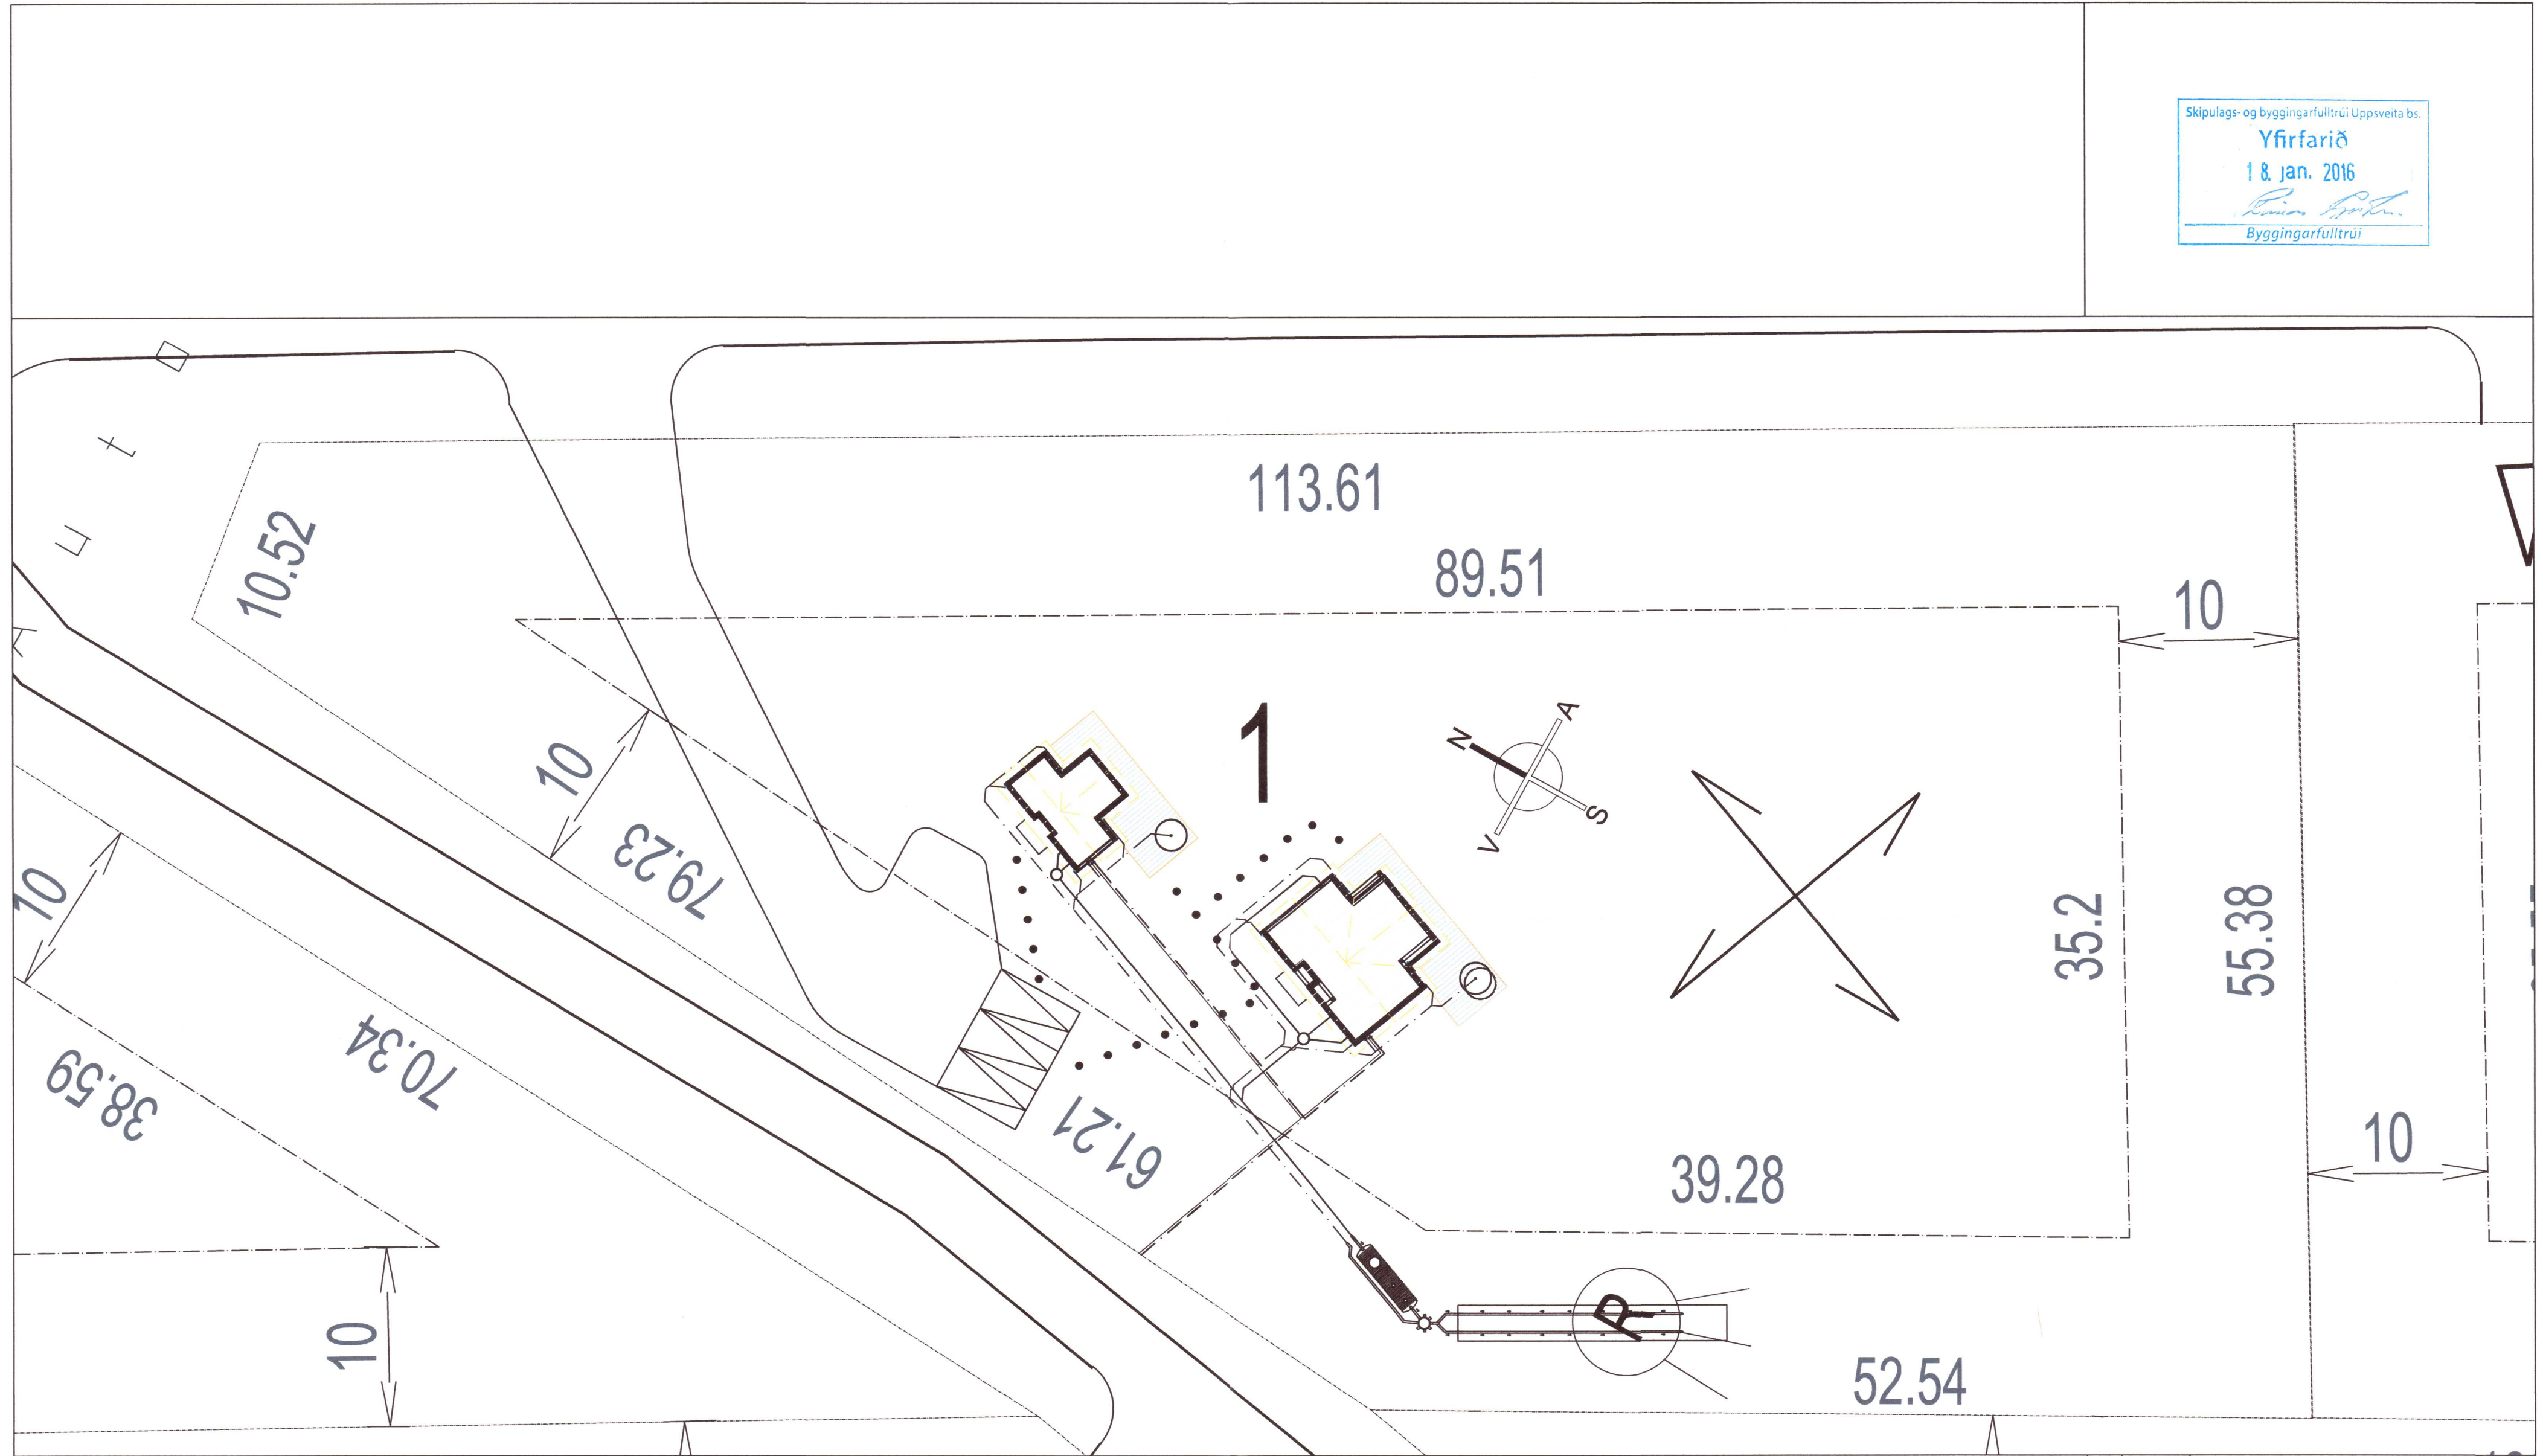 Skipulags- og byggingarfulltrúi Uppsveita bs.
Yfirfarið
18. jan. 2016
Byggingarfulltrúi
113.61
89.51
10.52
10
10
79.23
1
N
A
S
V
10
35.2
55.38
70.34
38.59
61.21
39.28
10
10
R
52.54